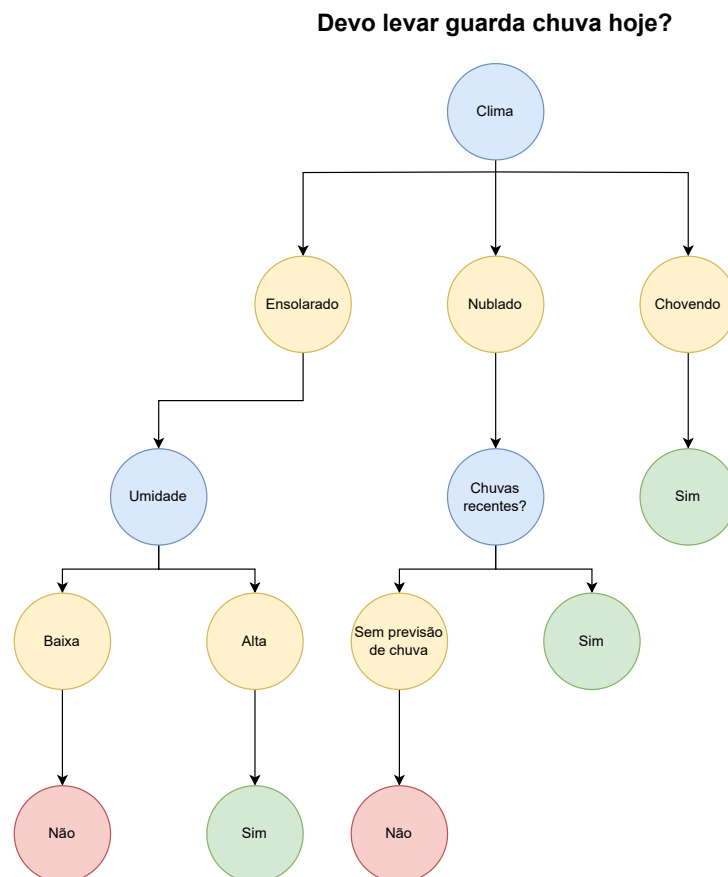 Devo levar guarda chuva hoje?
Clima
Ensolarado
Nublado
Chovendo
Umidade
Chuvas
recentes?
Sim
Baixa
Alta
Sem previsão
de chuva
Sim
Não
Sim
Não